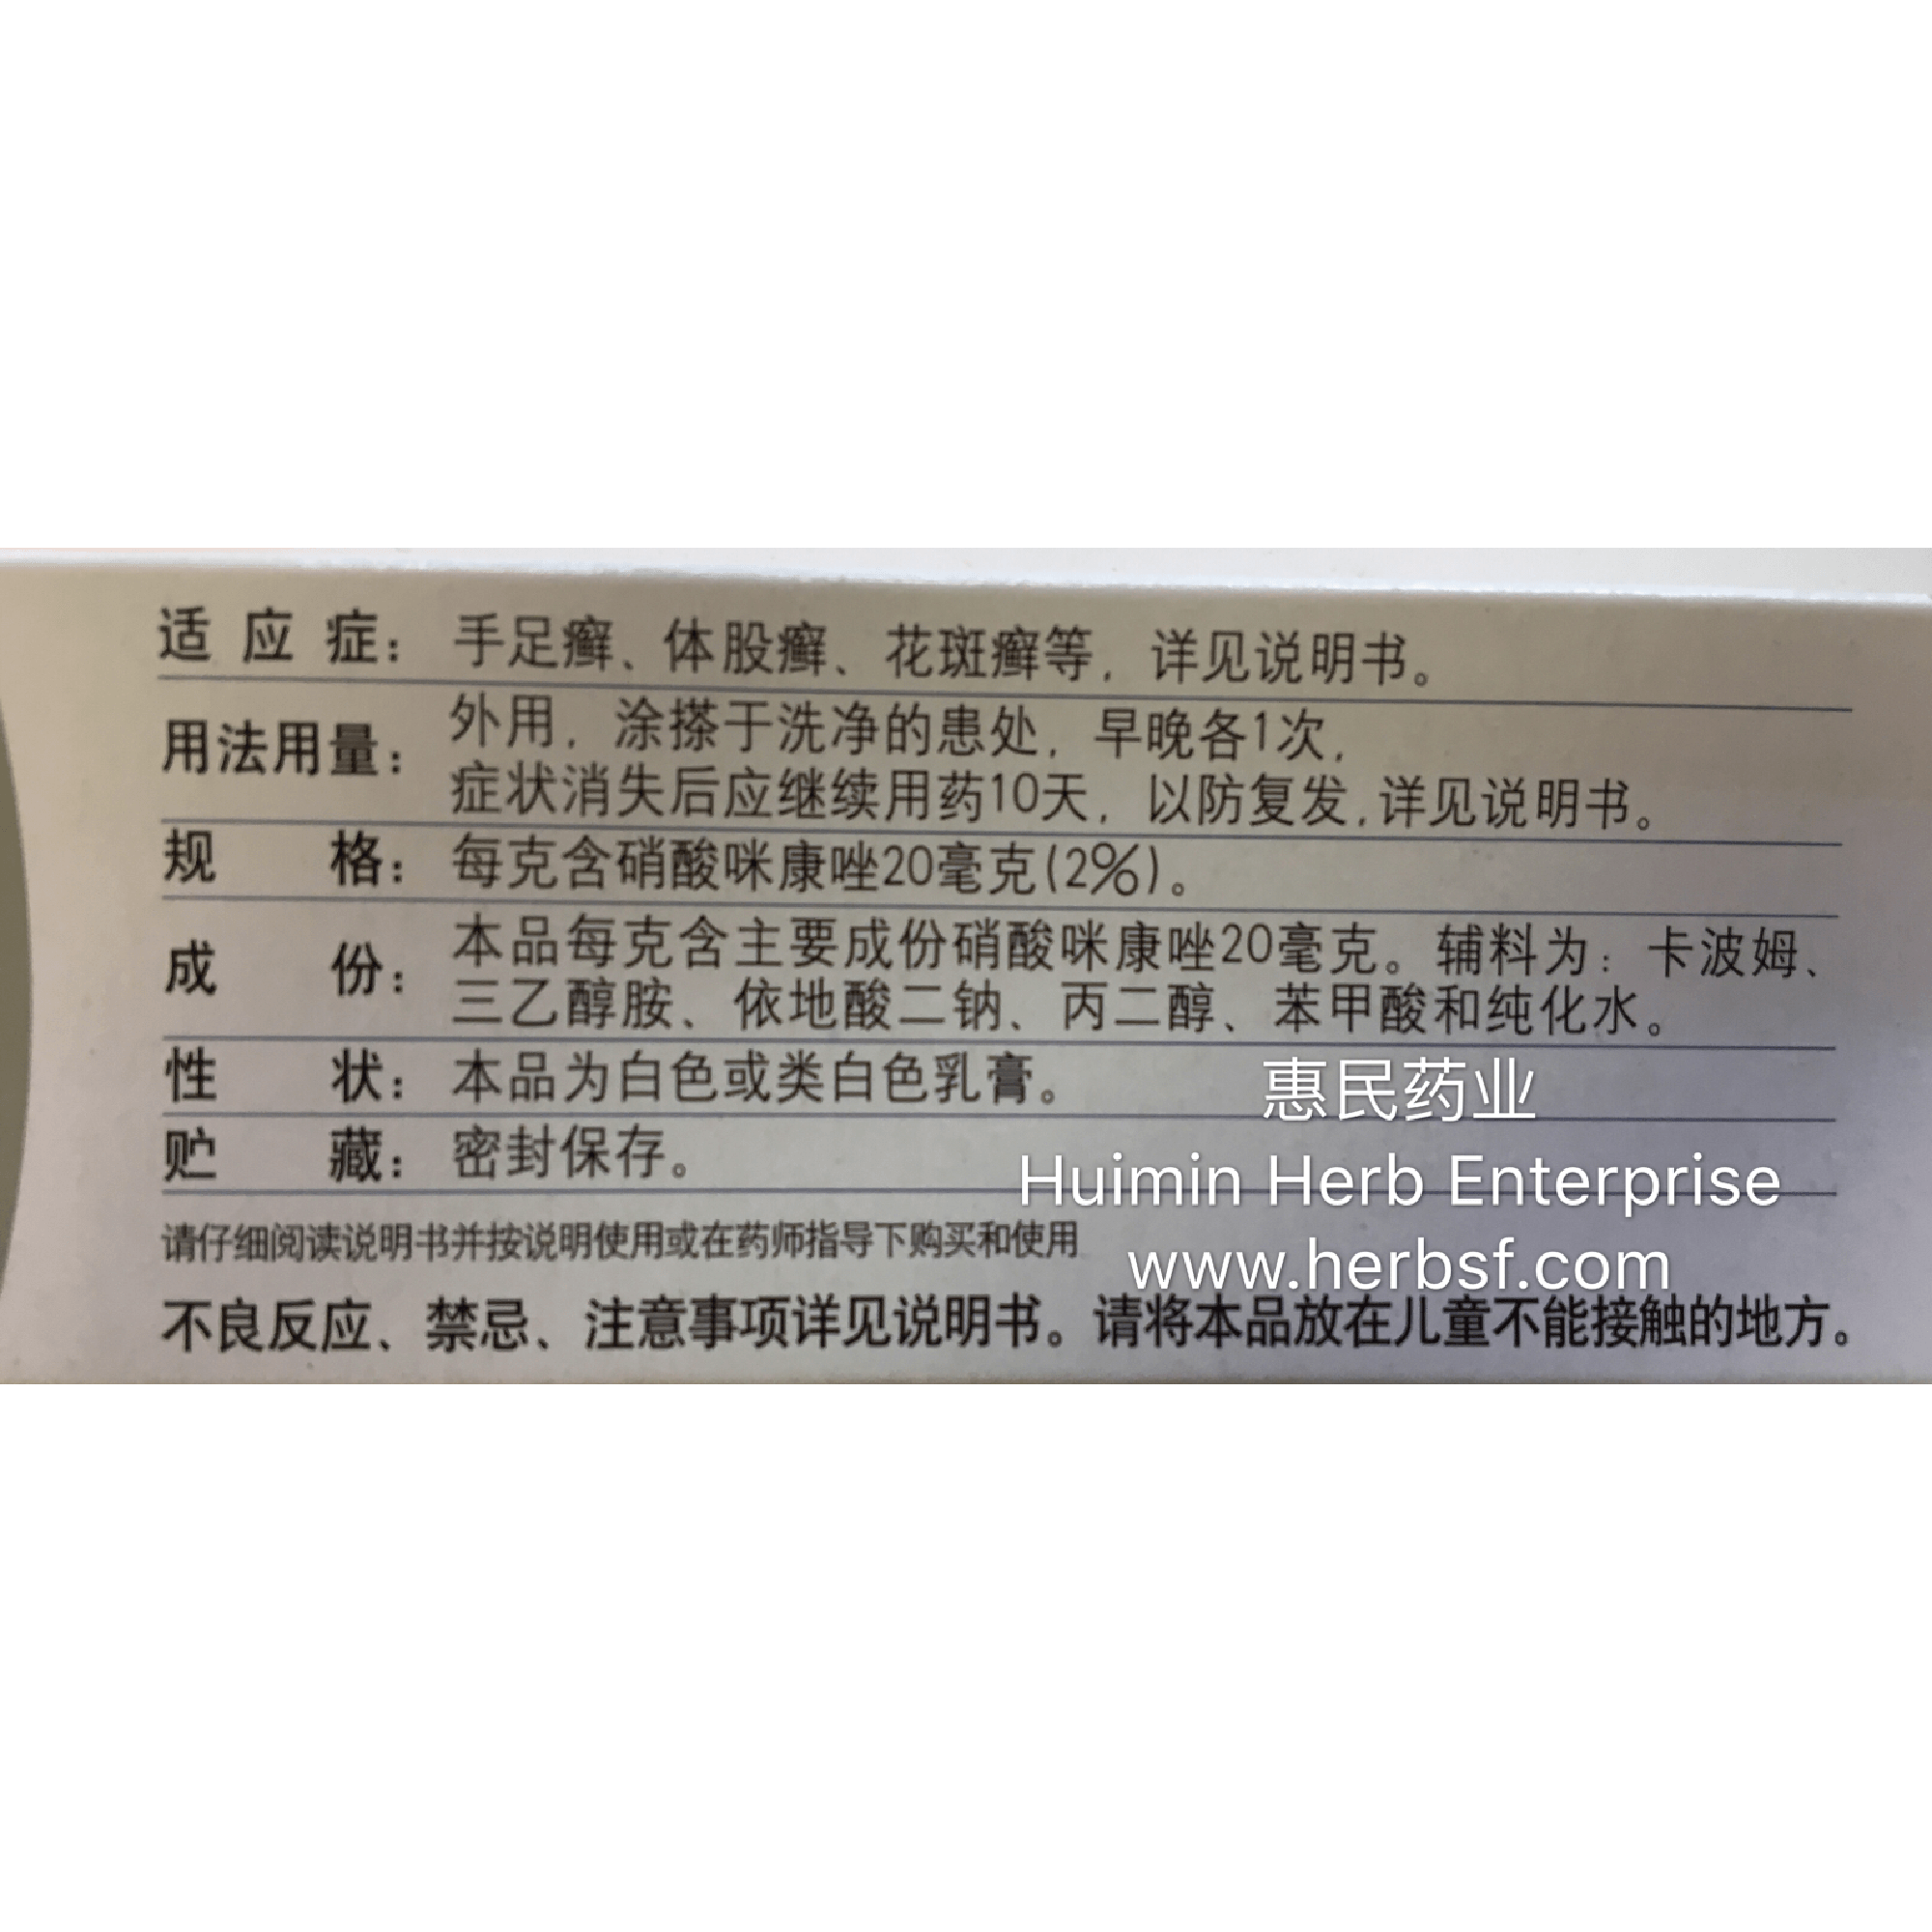 适应症：手足癣、体股癣、花斑癣等，详见说明书。
用法用量：外用，涂搽于洗净的患处，早晚各1次，
症状消失后应继续用药10天，以防复发，详见说明书。
规格：每克含硝酸咪康唑20毫克(2%)。
成份：本品每克含主要成份硝酸咪康唑20毫克。辅料为：卡波姆、
三乙醇胺、依地酸二钠、丙二醇、苯甲酸和纯化水。
性状：本品为白色或类白色乳膏。
贮藏：密封保存。
请仔细阅读说明书并按说明使用或在药师指导下购买和使用
不良反应、禁忌、注意事项详见说明书。请将本品放在儿童不能接触的地方。
惠民药业
Huimin Herb Enterprise
www.herbsf.com